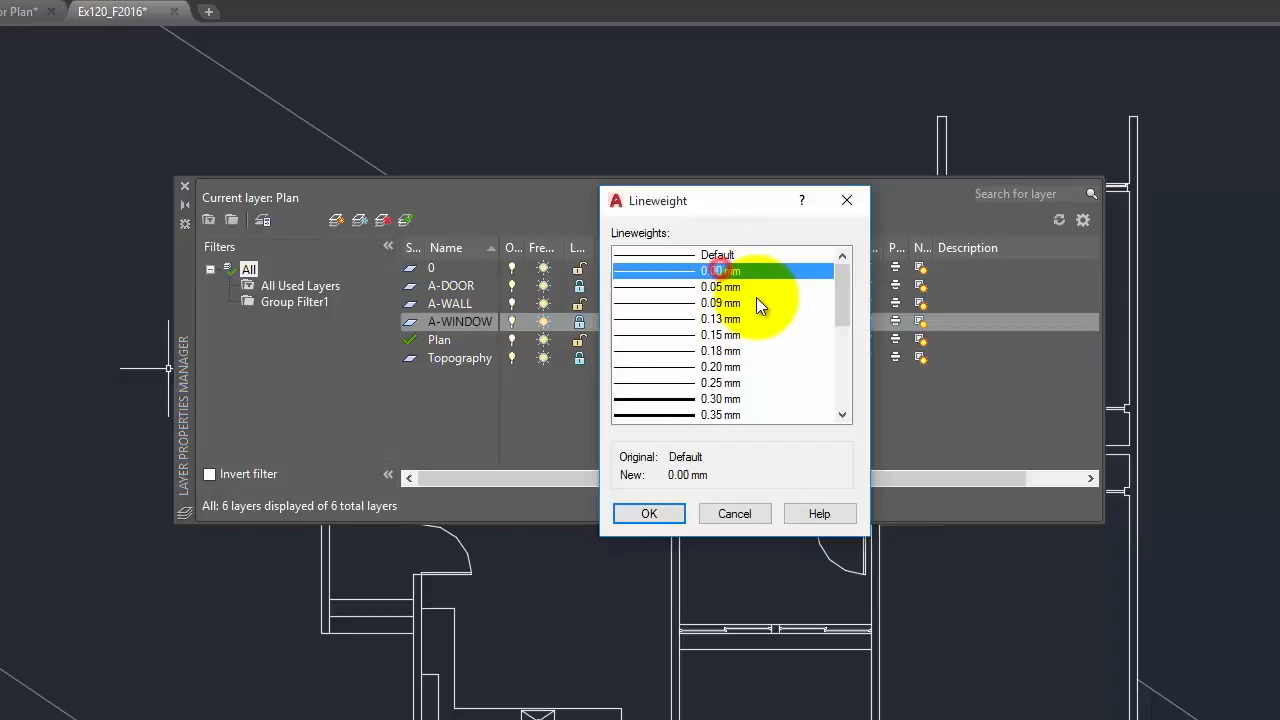 or Plan*
Ex120_F2016*
Current layer: Plan
Search for layer
Filters
All
All Used Layers
Group Filter1
Invert filter
All: 6 layers displayed of 6 total layers
LAYER PROPERTIES MANAGER
S... Name O... Fre... L...
0
A-DOOR
A-WALL
A-WINDOW
Plan
Topography
P... N... Description
Lineweight
?
Lineweights:
Default
0.00 mm
0.05 mm
0.09 mm
0.13 mm
0.15 mm
0.18 mm
0.20 mm
0.25 mm
0.30 mm
0.35 mm
Original: Default
New: 0.00 mm
OK Cancel Help